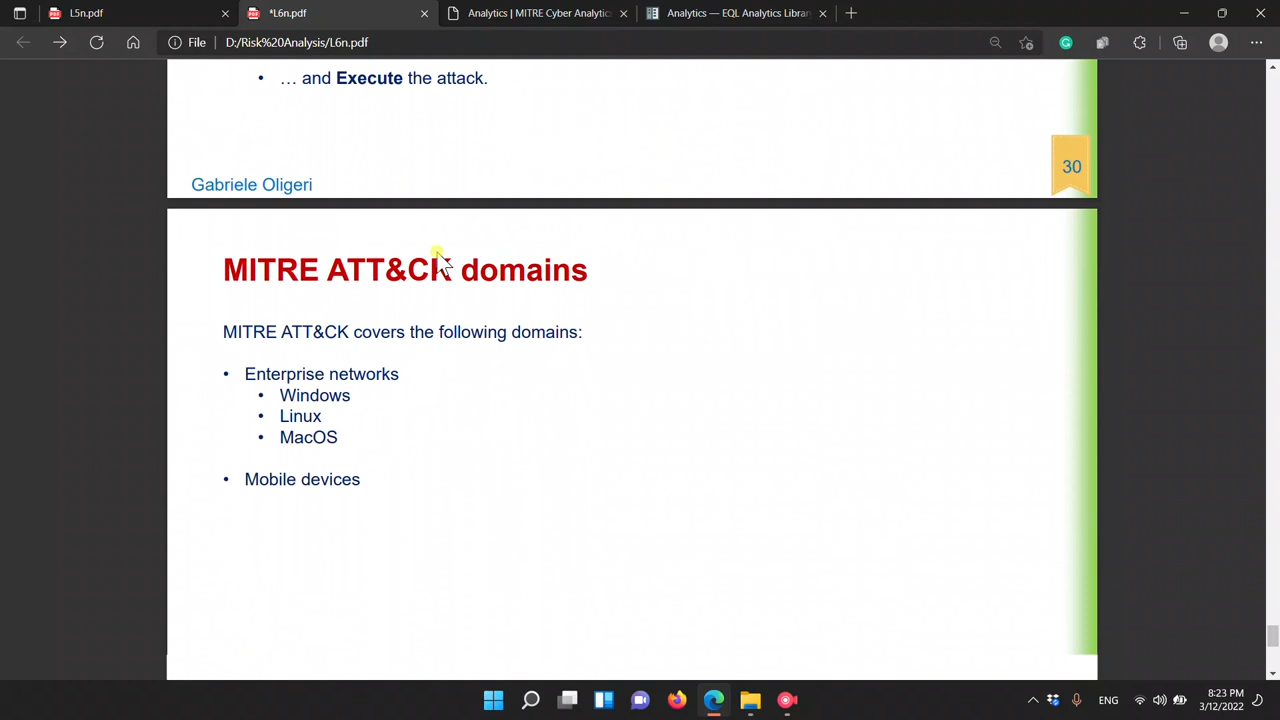 L5n.pdf
*L6n.pdf
Analytics | MITRE Cyber Analytic
Analytics — EQL Analytics Librar
File
D:/Risk%20Analysis/L6n.pdf
• … and Execute the attack.
Gabriele Oligeri
30
MITRE ATT&CK domains
MITRE ATT&CK covers the following domains:
• Enterprise networks
• Windows
• Linux
• MacOS
• Mobile devices
ENG
8:23 PM
3/12/2022